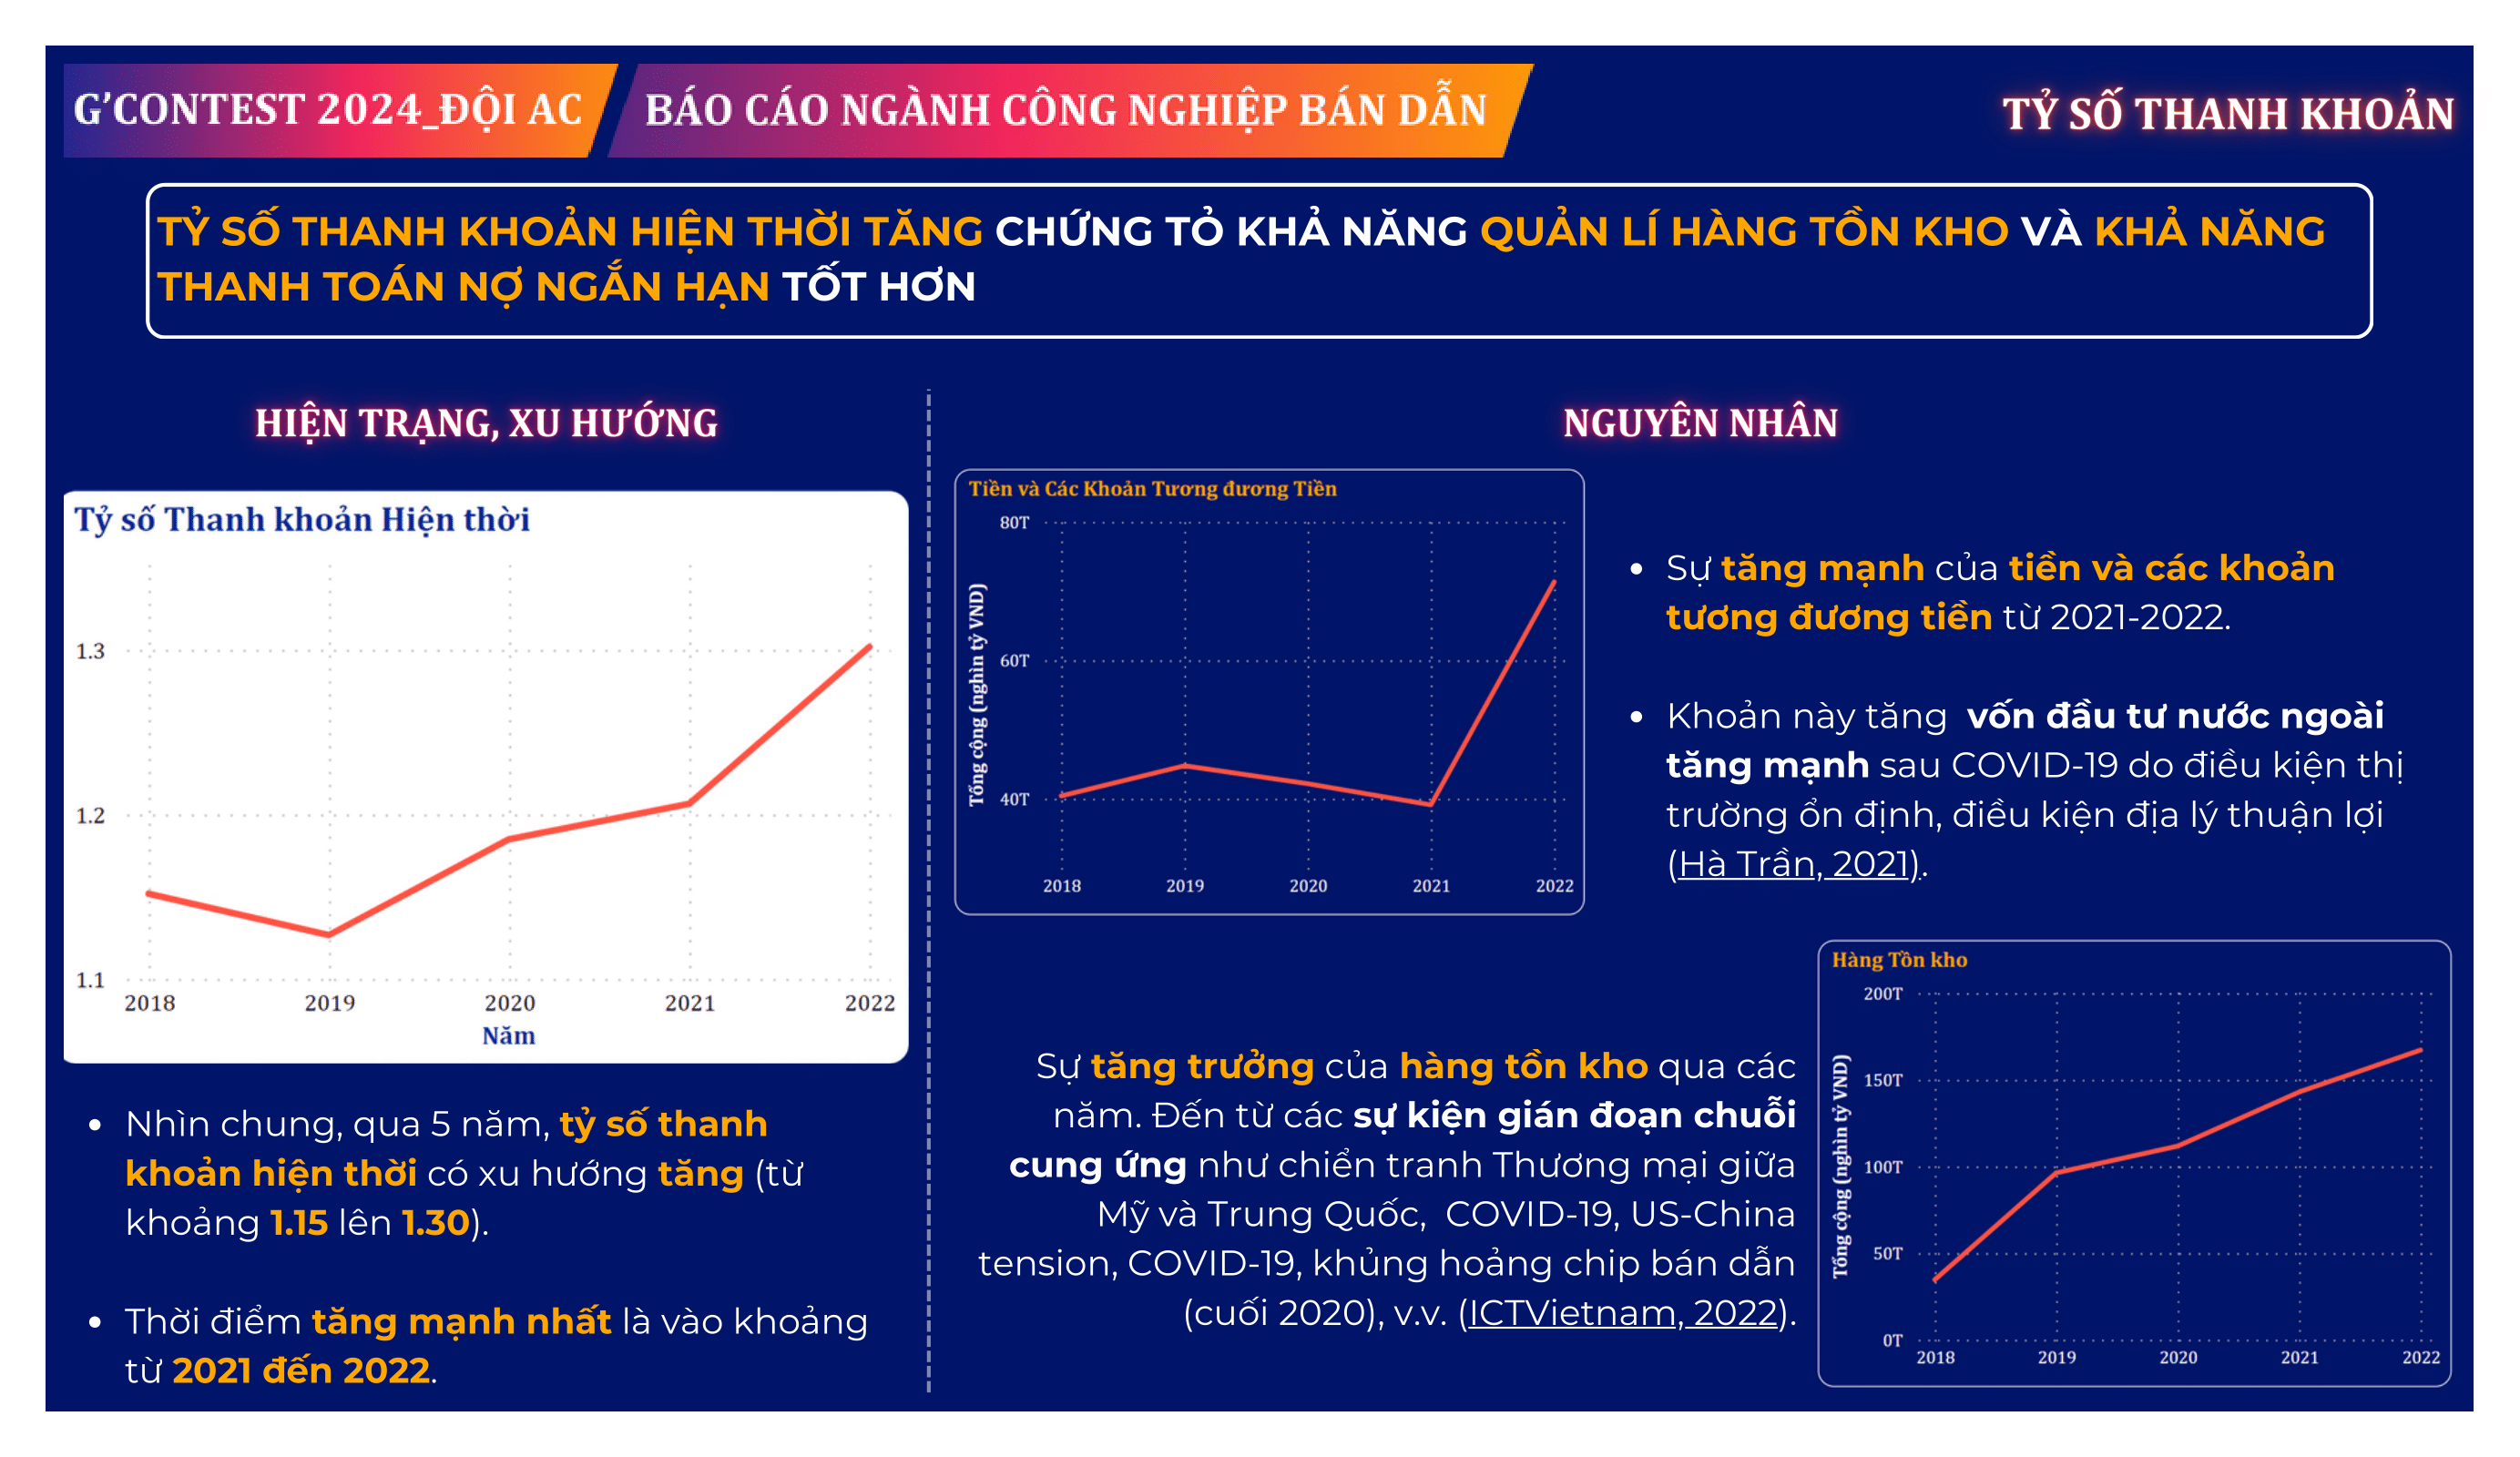 G'CONTEST 2024_ĐỘI AC
BÁO CÁO NGÀNH CÔNG NGHIỆP BÁN DẪN
TỶ SỐ THANH KHOẢN
TỶ SỐ THANH KHOẢN HIỆN THỜI TĂNG CHỨNG TỎ KHẢ NĂNG QUẢN LÍ HÀNG TỒN KHO VÀ KHẢ NĂNG
THANH TOÁN NỢ NGẮN HẠN TỐT HƠN
HIỆN TRẠNG, XU HƯỚNG
Tỷ số Thanh khoản Hiện thời
1.3
1.2
1.1
2018 2019 2020 2021 2022
Năm
• Nhìn chung, qua 5 năm, tỷ số thanh
khoản hiện thời có xu hướng tăng (từ
khoảng 1.15 lên 1.30).
• Thời điểm tăng mạnh nhất là vào khoảng
từ 2021 đến 2022.
NGUYÊN NHÂN
Tiền và Các Khoản Tương đương Tiền
Tổng cộng (nghìn tỷ VND)
80T
60T
40T
2018 2019 2020 2021 2022
• Sự tăng mạnh của tiền và các khoản
tương đương tiền từ 2021-2022.
• Khoản này tăng vốn đầu tư nước ngoài
tăng mạnh sau COVID-19 do điều kiện thị
trường ổn định, điều kiện địa lý thuận lợi
(Hà Trần, 2021).
Sự tăng trưởng của hàng tồn kho qua các
năm. Đến từ các sự kiện gián đoạn chuỗi
cung ứng như chiển tranh Thương mại giữa
Mỹ và Trung Quốc, COVID-19, US-China
tension, COVID-19, khủng hoảng chip bán dẫn
(cuối 2020), v.v. (ICTVietnam, 2022).
Hàng Tồn kho
Tổng cộng (nghìn tỷ VND)
200T
150T
100T
50T
0T
2018 2019 2020 2021 2022